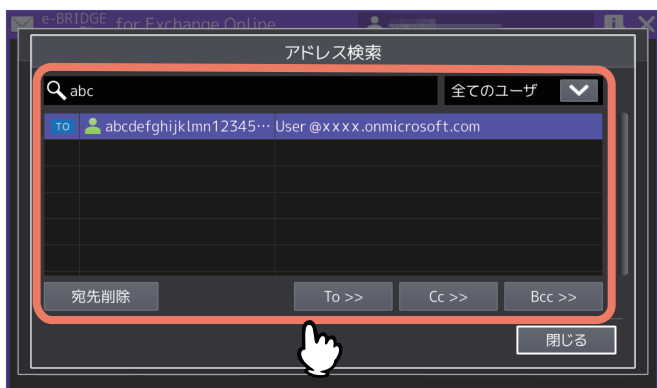 e-BRIDGE
for Exchange Online
アドレス検索
abc
全てのユーザ
TO abcdefghijklmn12345… User@xxxx.onmicrosoft.com
宛先削除 To >> Cc >> Bcc >>
閉じる